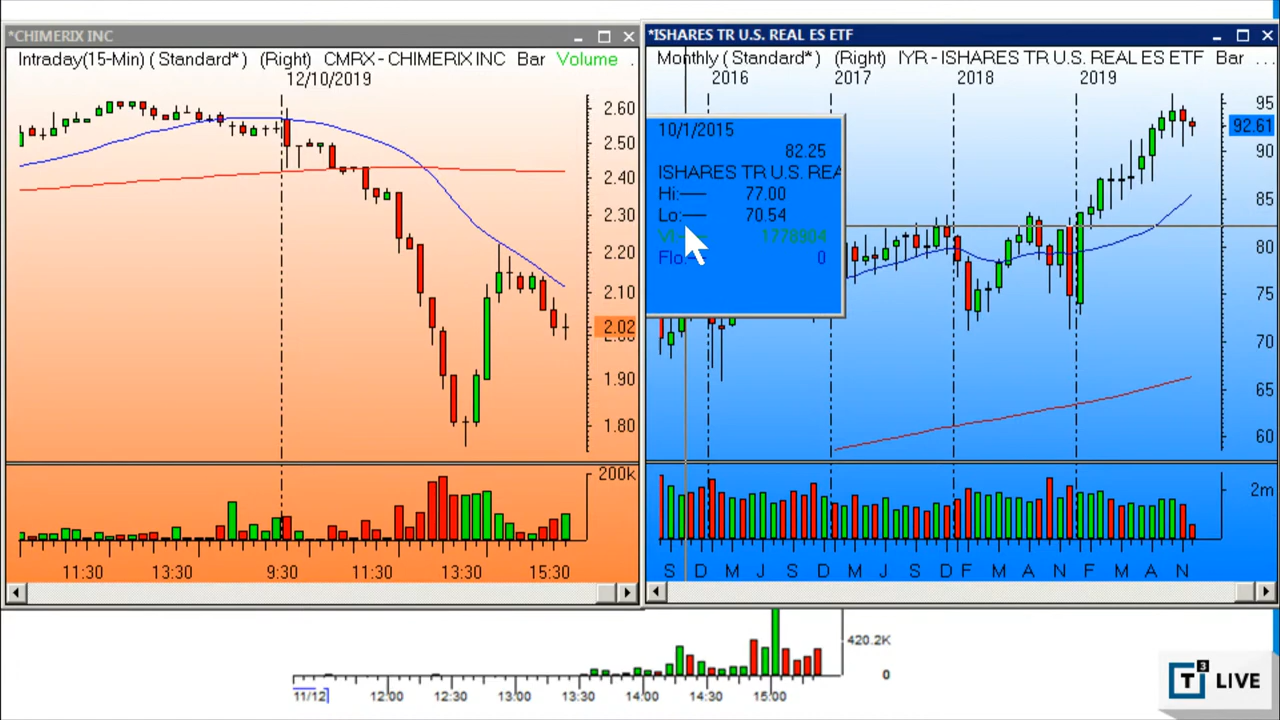 *CHIMERIX INC
Intraday(15-Min) (Standard*) (Right) CMRX - CHIMERIX INC Bar Volume .
12/10/2019
2.60
2.50
2.40
2.30
2.20
2.10
2.02
1.90
1.80
200k
11:30 13:30 9:30 11:30 13:30 15:30
*ISHARES TR U.S. REAL ES ETF
Monthly (Standard*) (Right) IYR - ISHARES TR U.S. REAL ES ETF Bar ...
2016 2017 2018 2019
10/1/2015
82.25
ISHARES TR U.S. REA
Hi: 77.00
Lo: 70.54
Vl 1778904
Flo 0
95
92.61
90
85
80
75
70
65
60
2m
S D M J S D M J S D F M A N F M A N
420.2K
0
11/12 12:00 12:30 13:00 13:30 14:00 14:30 15:00
T3 LIVE